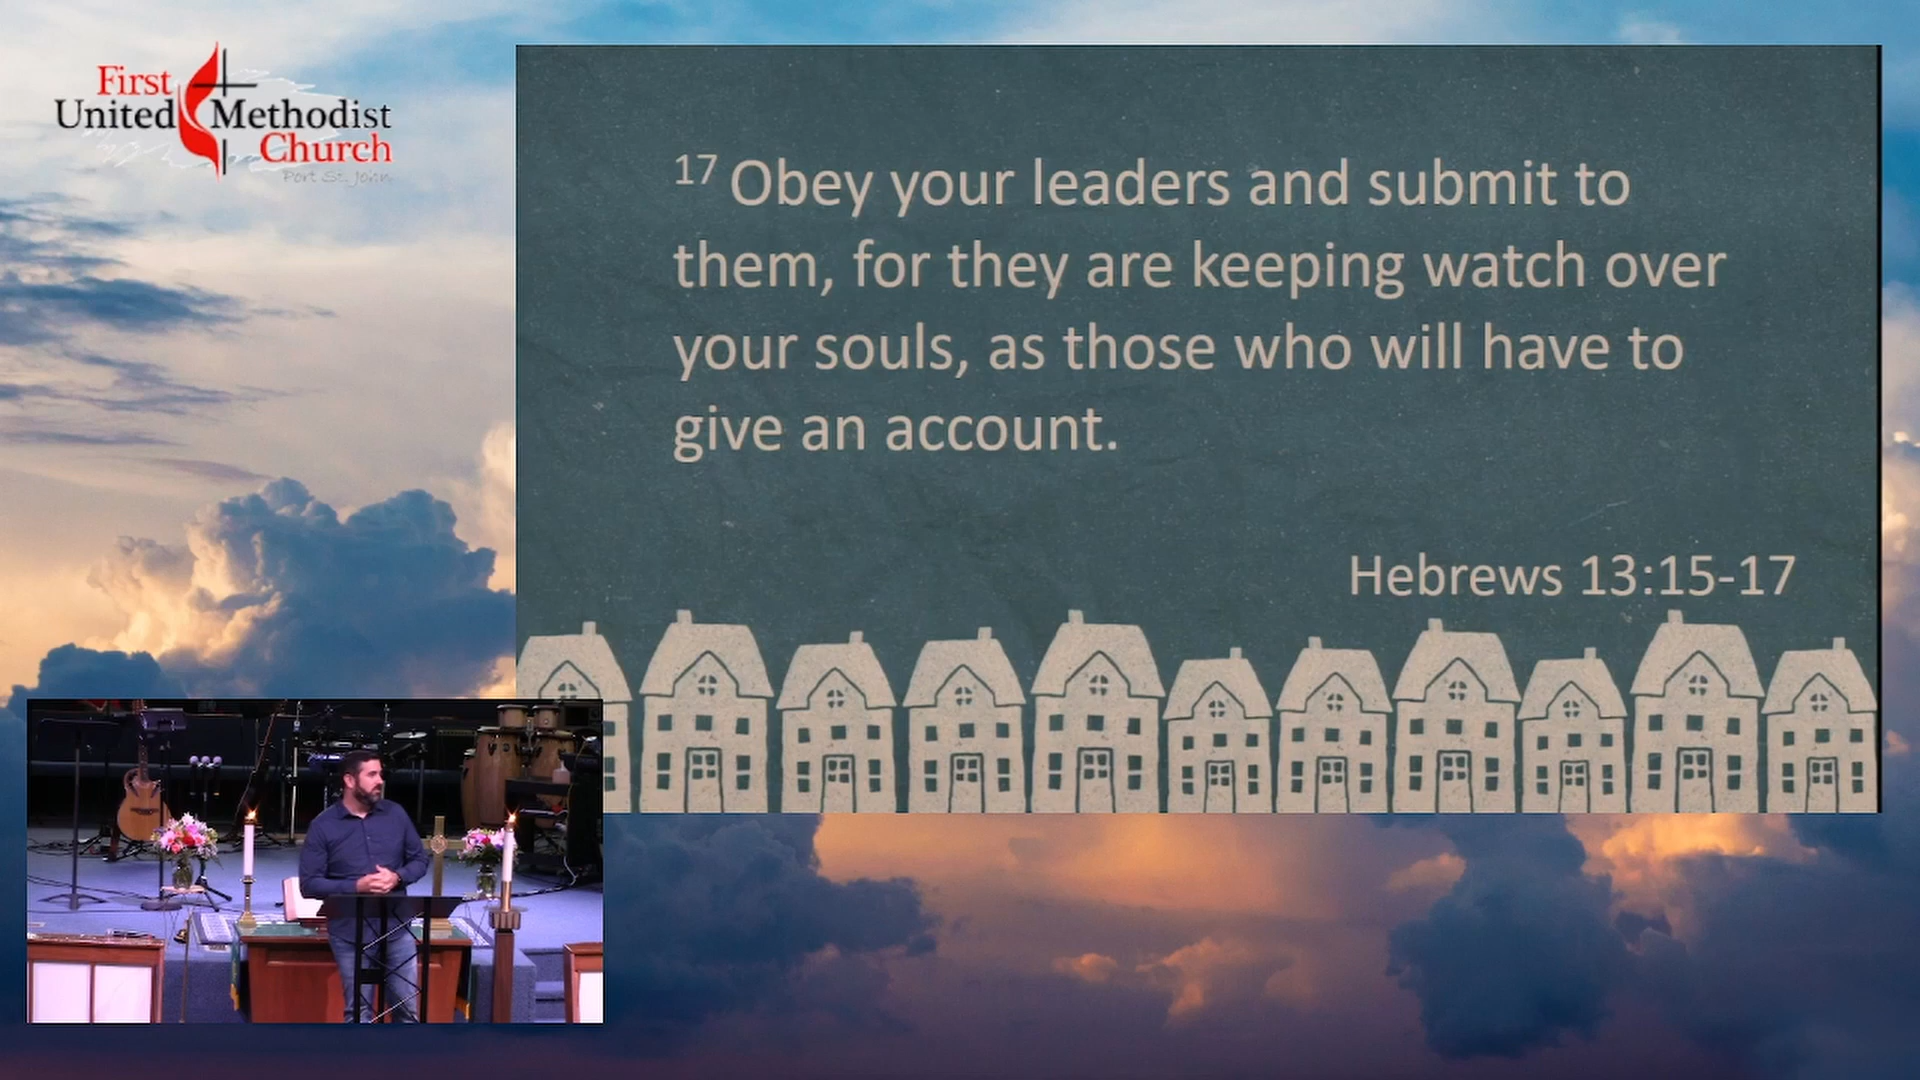 First
United Methodist
Church
Port St. John
17 Obey your leaders and submit to
them, for they are keeping watch over
your souls, as those who will have to
give an account.
Hebrews 13:15-17